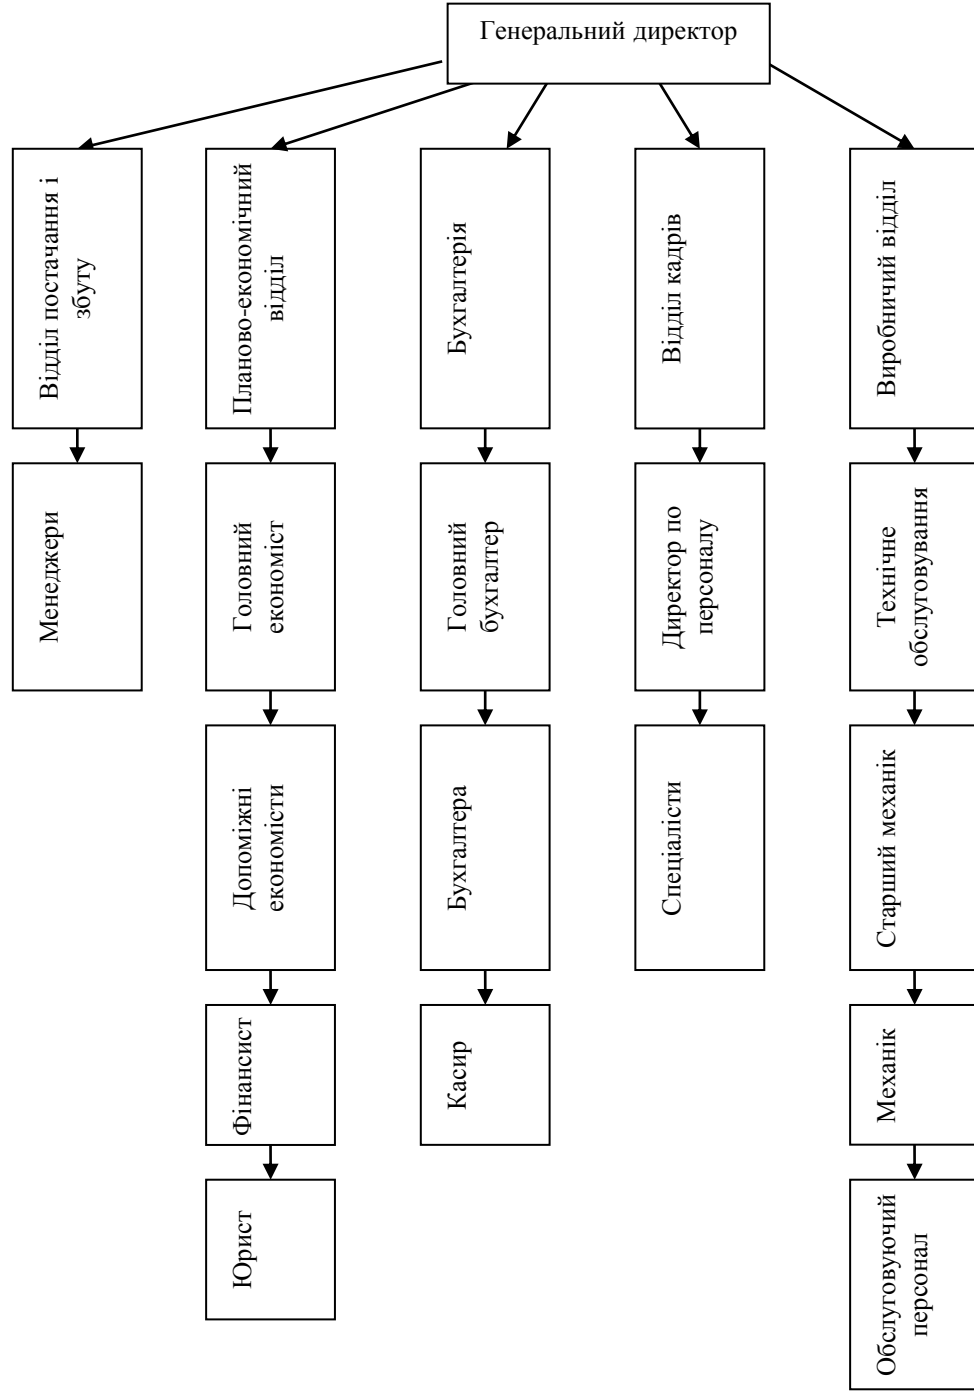 Генеральний директор
Відділ постачання і
збуту
Планово-економічний
відділ
Бухгалтерія
Відділ кадрів
Виробничий відділ
Менеджери
Головний
економіст
Головний
бухгалтер
Директор по
персоналу
Технічне
обслуговування
Допоміжні
економісти
Бухгалтера
Спеціалісти
Старший механік
Фінансист
Касир
Механік
Юрист
Обслуговуючий
персонал